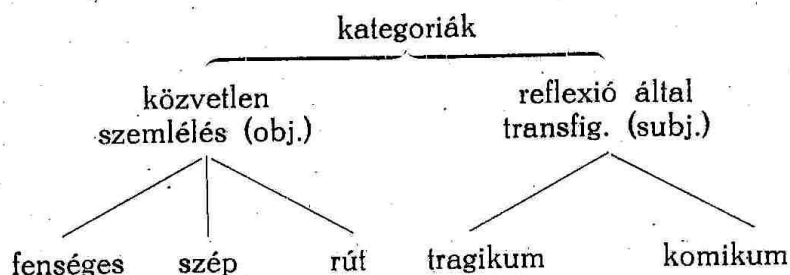 kategoriák
közvetlen
szemlélés (obj.)
reflexió által
transfig. (subj.)
fenséges szép rút tragikum komikum